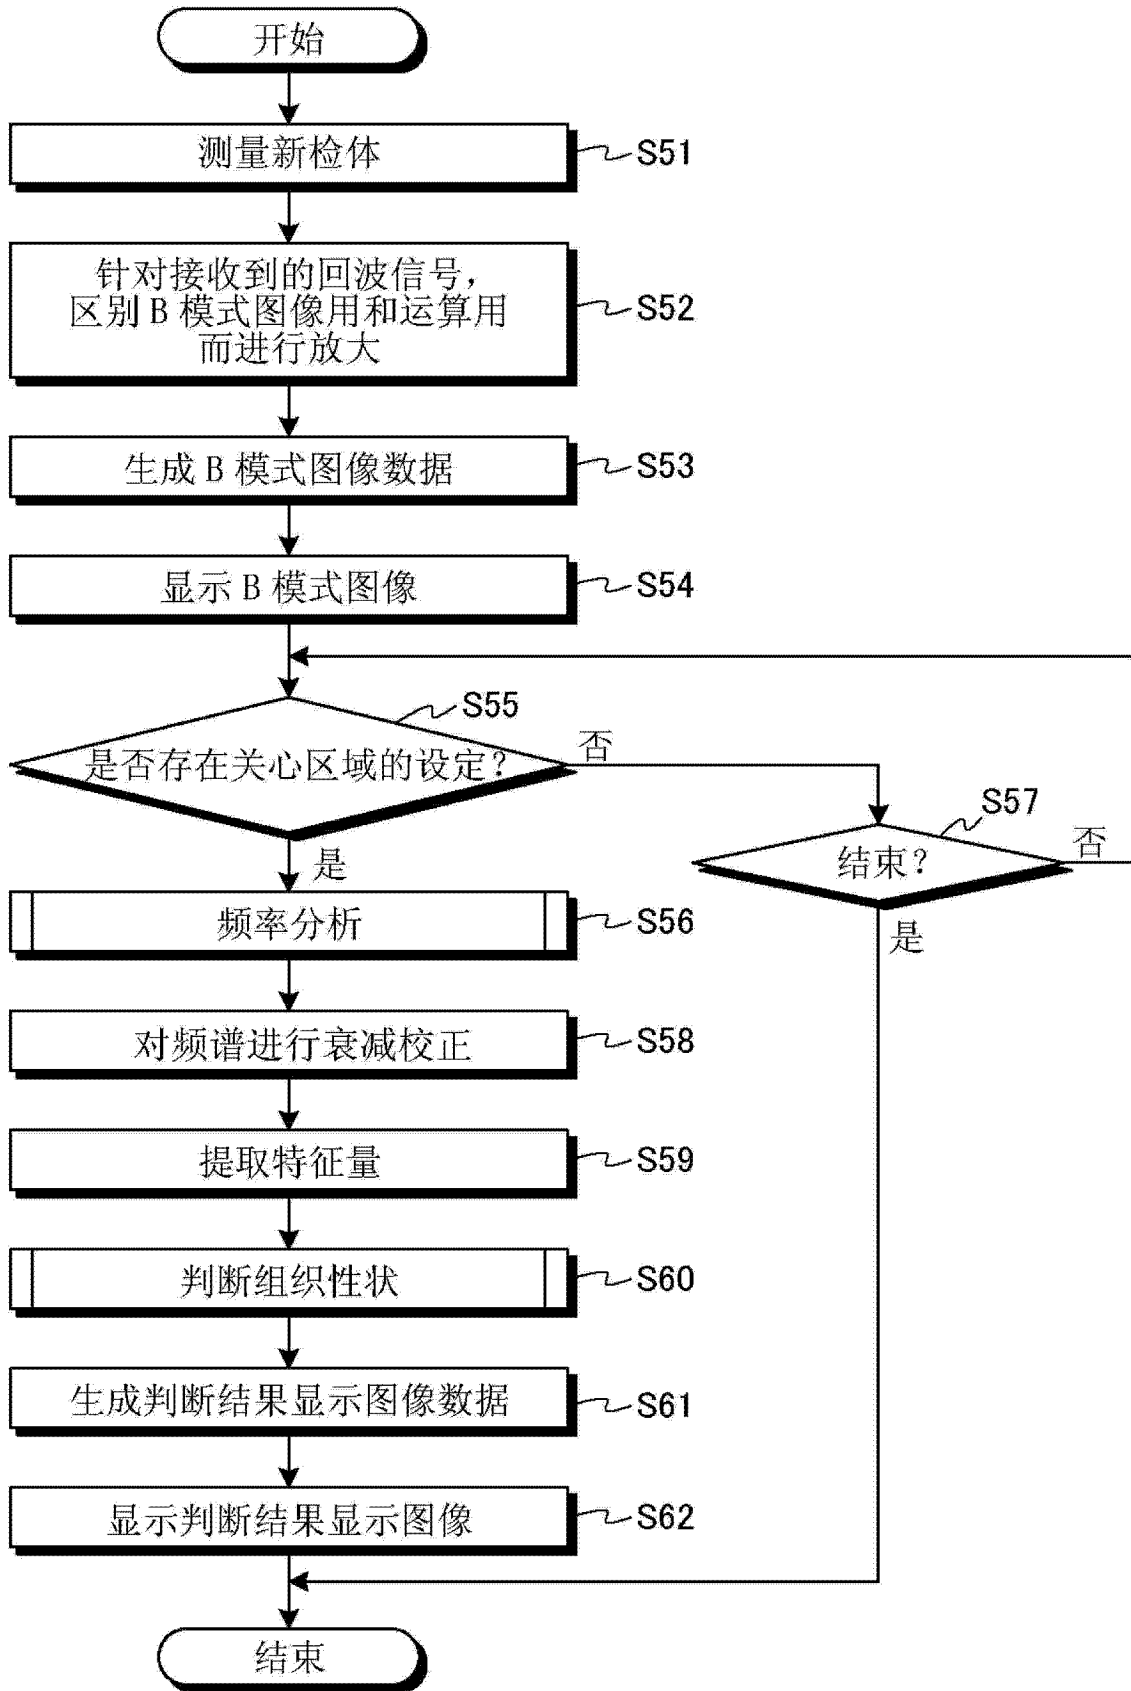 开始
测量新检体
S51
针对接收到的回波信号，
区别 B 模式图像用和运算用
而进行放大
S52
生成 B 模式图像数据
S53
显示 B 模式图像
S54
S55
是否存在关心区域的设定？
否
是
S57
结束？
否
是
频率分析
S56
对频谱进行衰减校正
S58
提取特征量
S59
判断组织性状
S60
生成判断结果显示图像数据
S61
显示判断结果显示图像
S62
结束